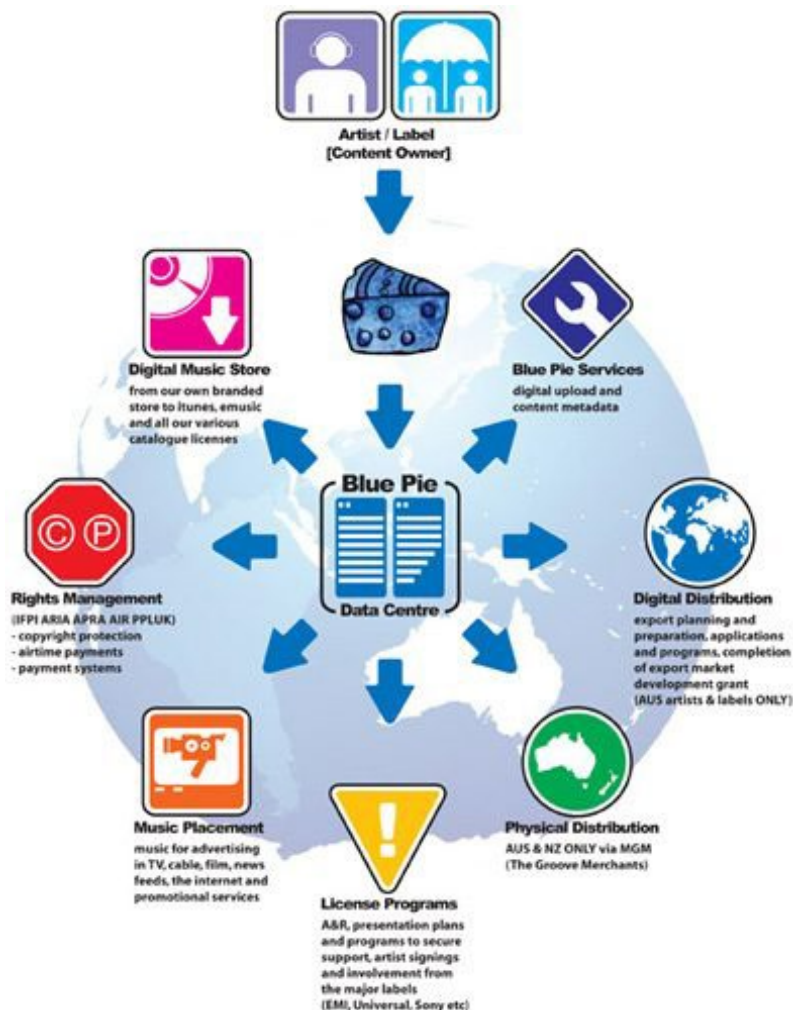 Artist / Label
[Content Owner]
Digital Music Store
from our own branded
store to itunes, emusic
and all our various
catalogue licenses
Blue Pie Services
digital upload and
content metadata
Blue Pie
Data Centre
C P
Rights Management
(IFPI ARIA APRA AIR PPLUK)
- copyright protection
- airtime payments
- payment systems
Digital Distribution
export planning and
preparation, applications
and programs, completion
of export market
development grant
(AUS artists & labels ONLY)
Music Placement
music for advertising
in TV, cable, film, news
feeds, the internet and
promotional services
!
License Programs
A&R, presentation plans
and programs to secure
support, artist signings
and involvement from
the major labels
(EMI, Universal, Sony etc)
Physical Distribution
AUS & NZ ONLY via MGM
(The Groove Merchants)